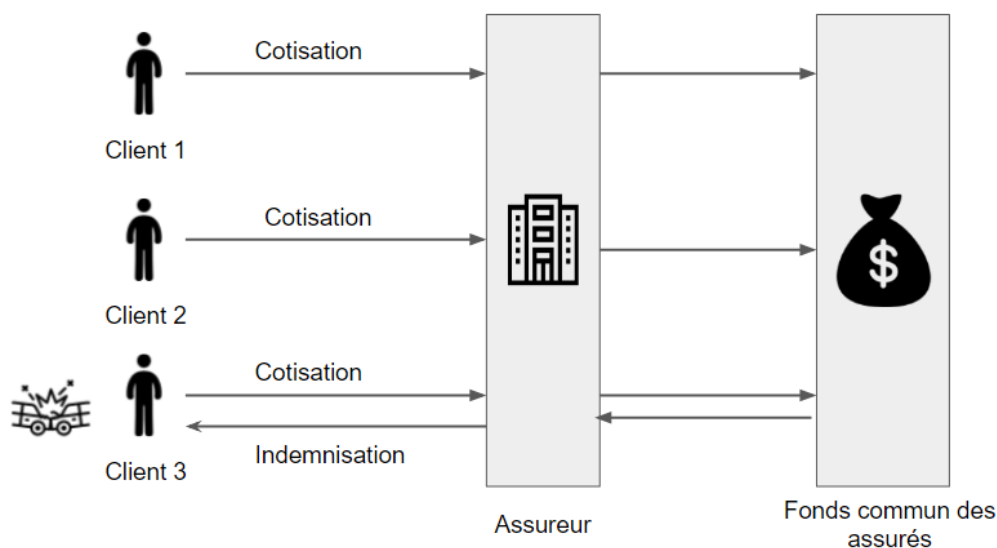 Cotisation
Client 1
Cotisation
Client 2
Cotisation
Indemnisation
Client 3
Assureur
$
Fonds commun des
assurés